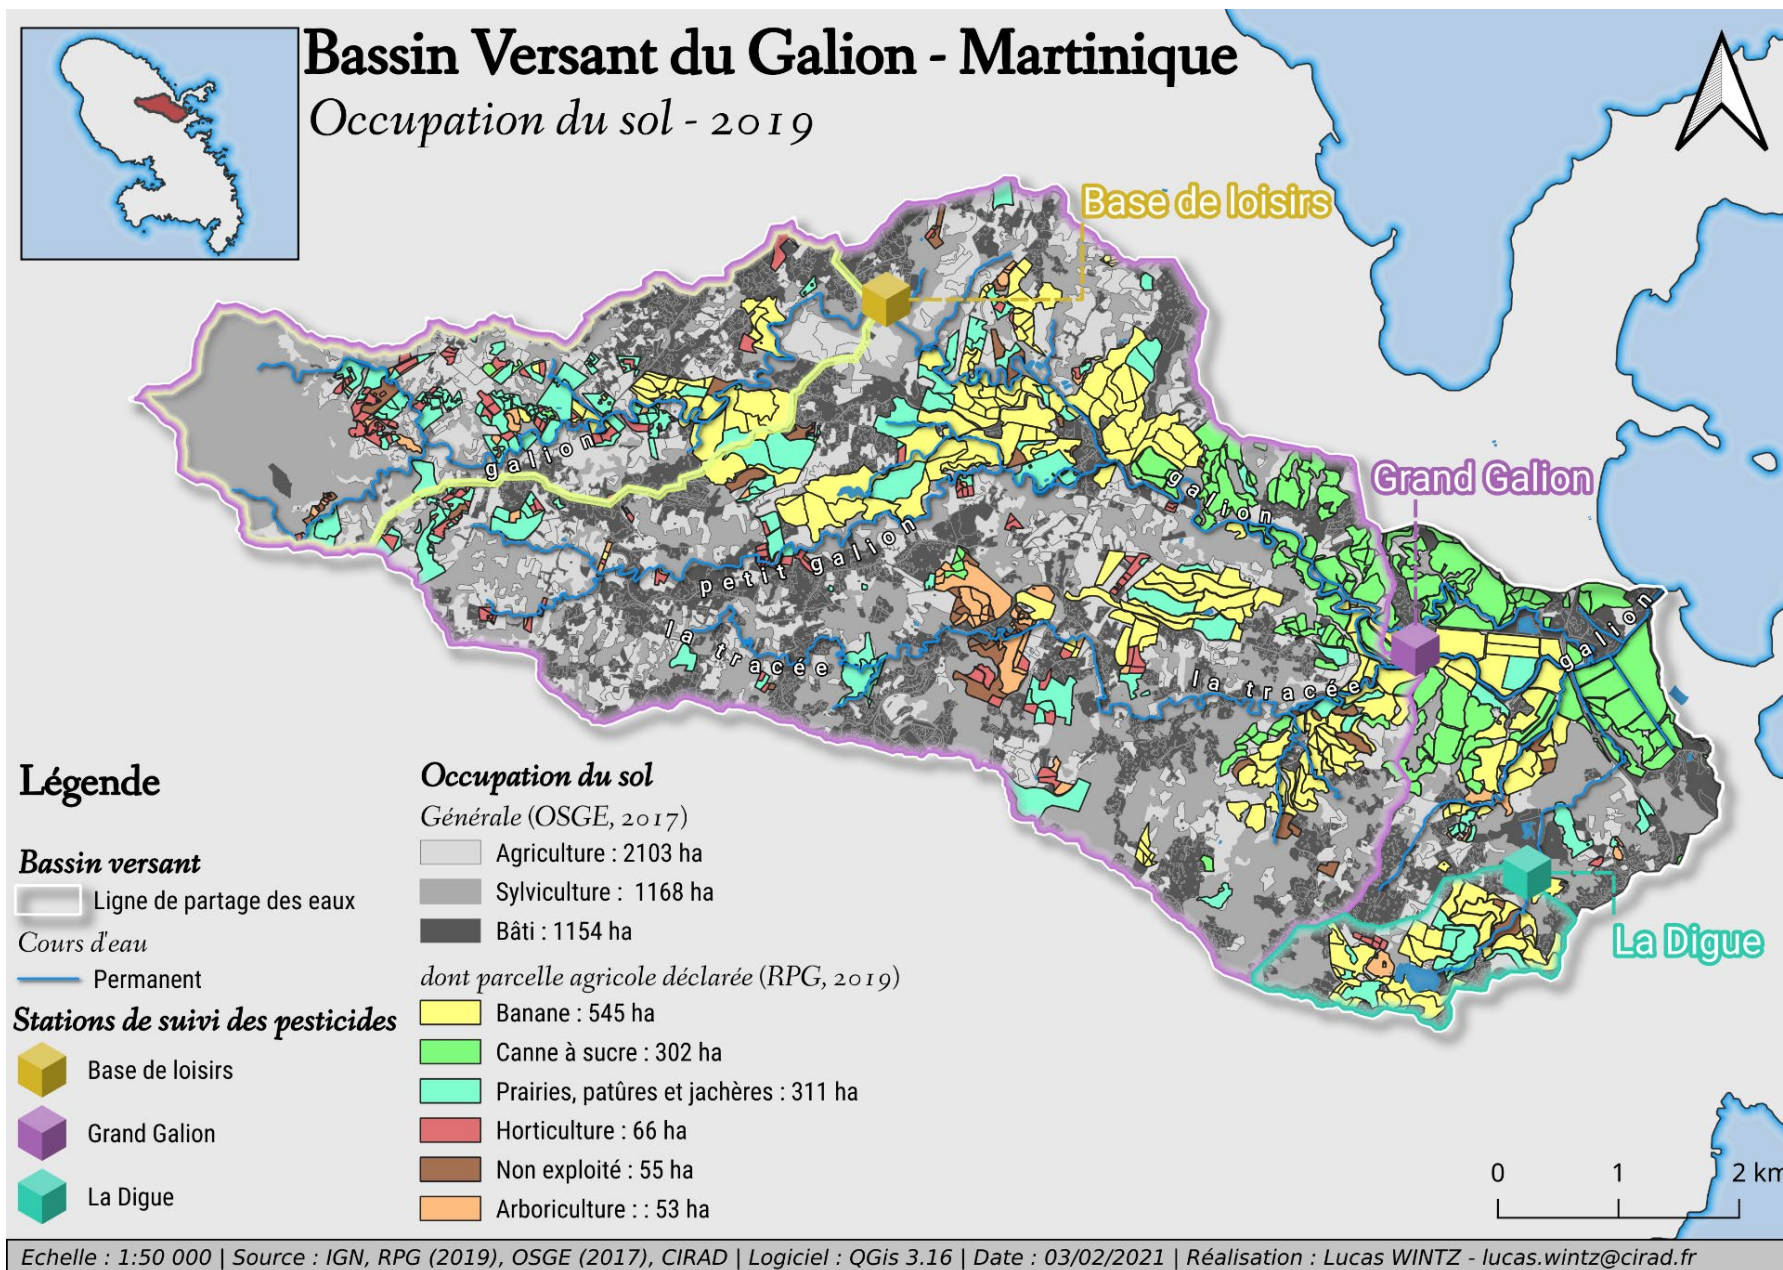 Bassin Versant du Galion - Martinique
Occupation du sol - 2019
Base de loisirs
Grand Galion
La Digue
galion
galion
galion
petit galion
la tracée
la tracée
Légende
Bassin versant
Ligne de partage des eaux
Cours d'eau
Permanent
Stations de suivi des pesticides
Base de loisirs
Grand Galion
La Digue
Occupation du sol
Générale (OSGE, 2017)
Agriculture : 2103 ha
Sylviculture : 1168 ha
Bâti : 1154 ha
dont parcelle agricole déclarée (RPG, 2019)
Banane : 545 ha
Canne à sucre : 302 ha
Prairies, patûres et jachères : 311 ha
Horticulture : 66 ha
Non exploité : 55 ha
Arboriculture : : 53 ha
0 1 2 km
Echelle : 1:50 000 | Source : IGN, RPG (2019), OSGE (2017), CIRAD | Logiciel : QGis 3.16 | Date : 03/02/2021 | Réalisation : Lucas WINTZ - lucas.wintz@cirad.fr